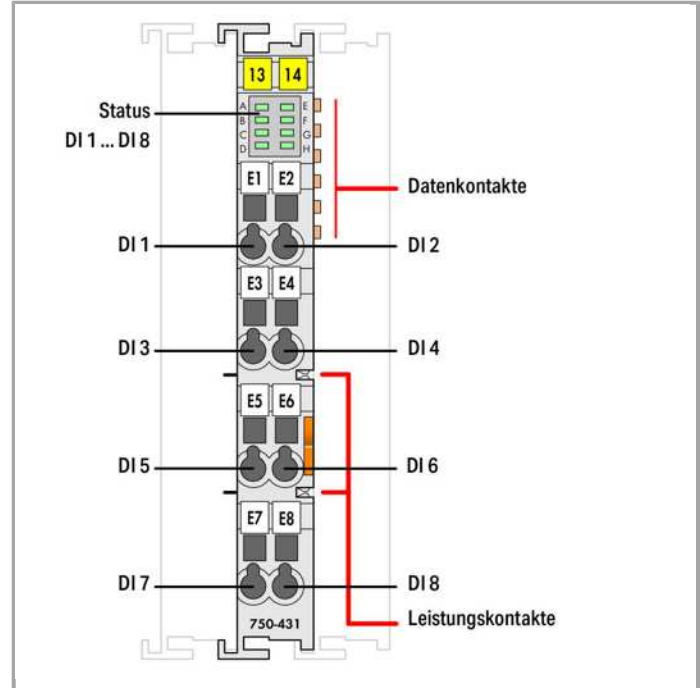 13 14
Status
DI 1 ... DI 8
A E
B F
C G
D H
E1 E2
Datenkontakte
DI 1 DI 2
E3 E4
DI 3 DI 4
E5 E6
DI 5 DI 6
E7 E8
DI 7 DI 8
Leistungskontakte
750-431